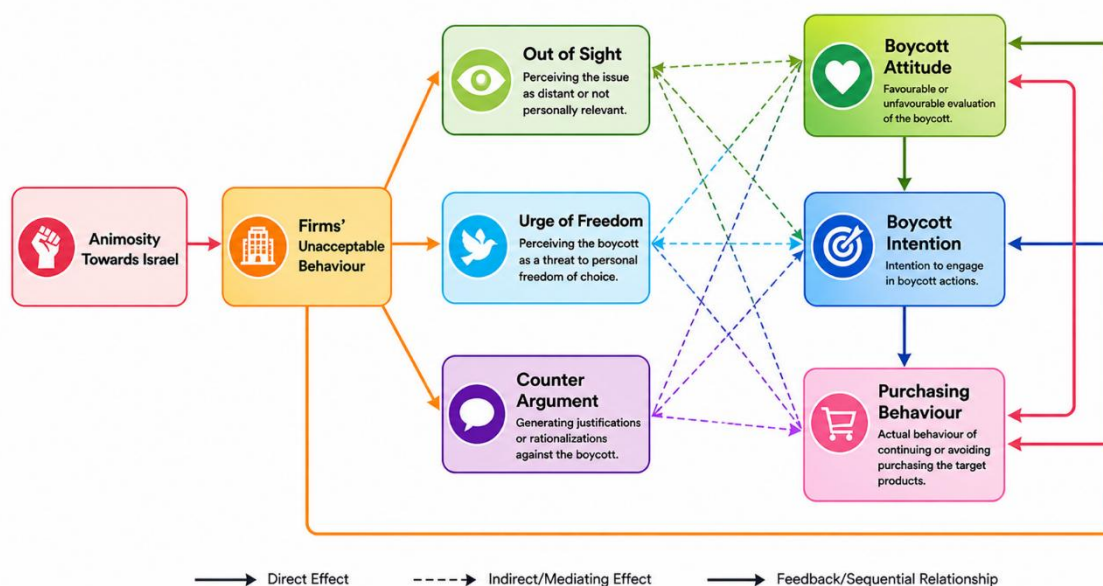 Out of Sight
Perceiving the issue
as distant or not
personally relevant.
Boycott
Attitude
Favourable or
unfavourable evaluation
of the boycott.
Animosity
Towards Israel
Firms'
Unacceptable
Behaviour
Urge of Freedom
Perceiving the boycott
as a threat to personal
freedom of choice.
Boycott
Intention
Intention to engage
in boycott actions.
Counter
Argument
Generating justifications
or rationalizations
against the boycott.
Purchasing
Behaviour
Actual behaviour of
continuing or avoiding
purchasing the target
products.
Direct Effect
Indirect/Mediating Effect
Feedback/Sequential Relationship